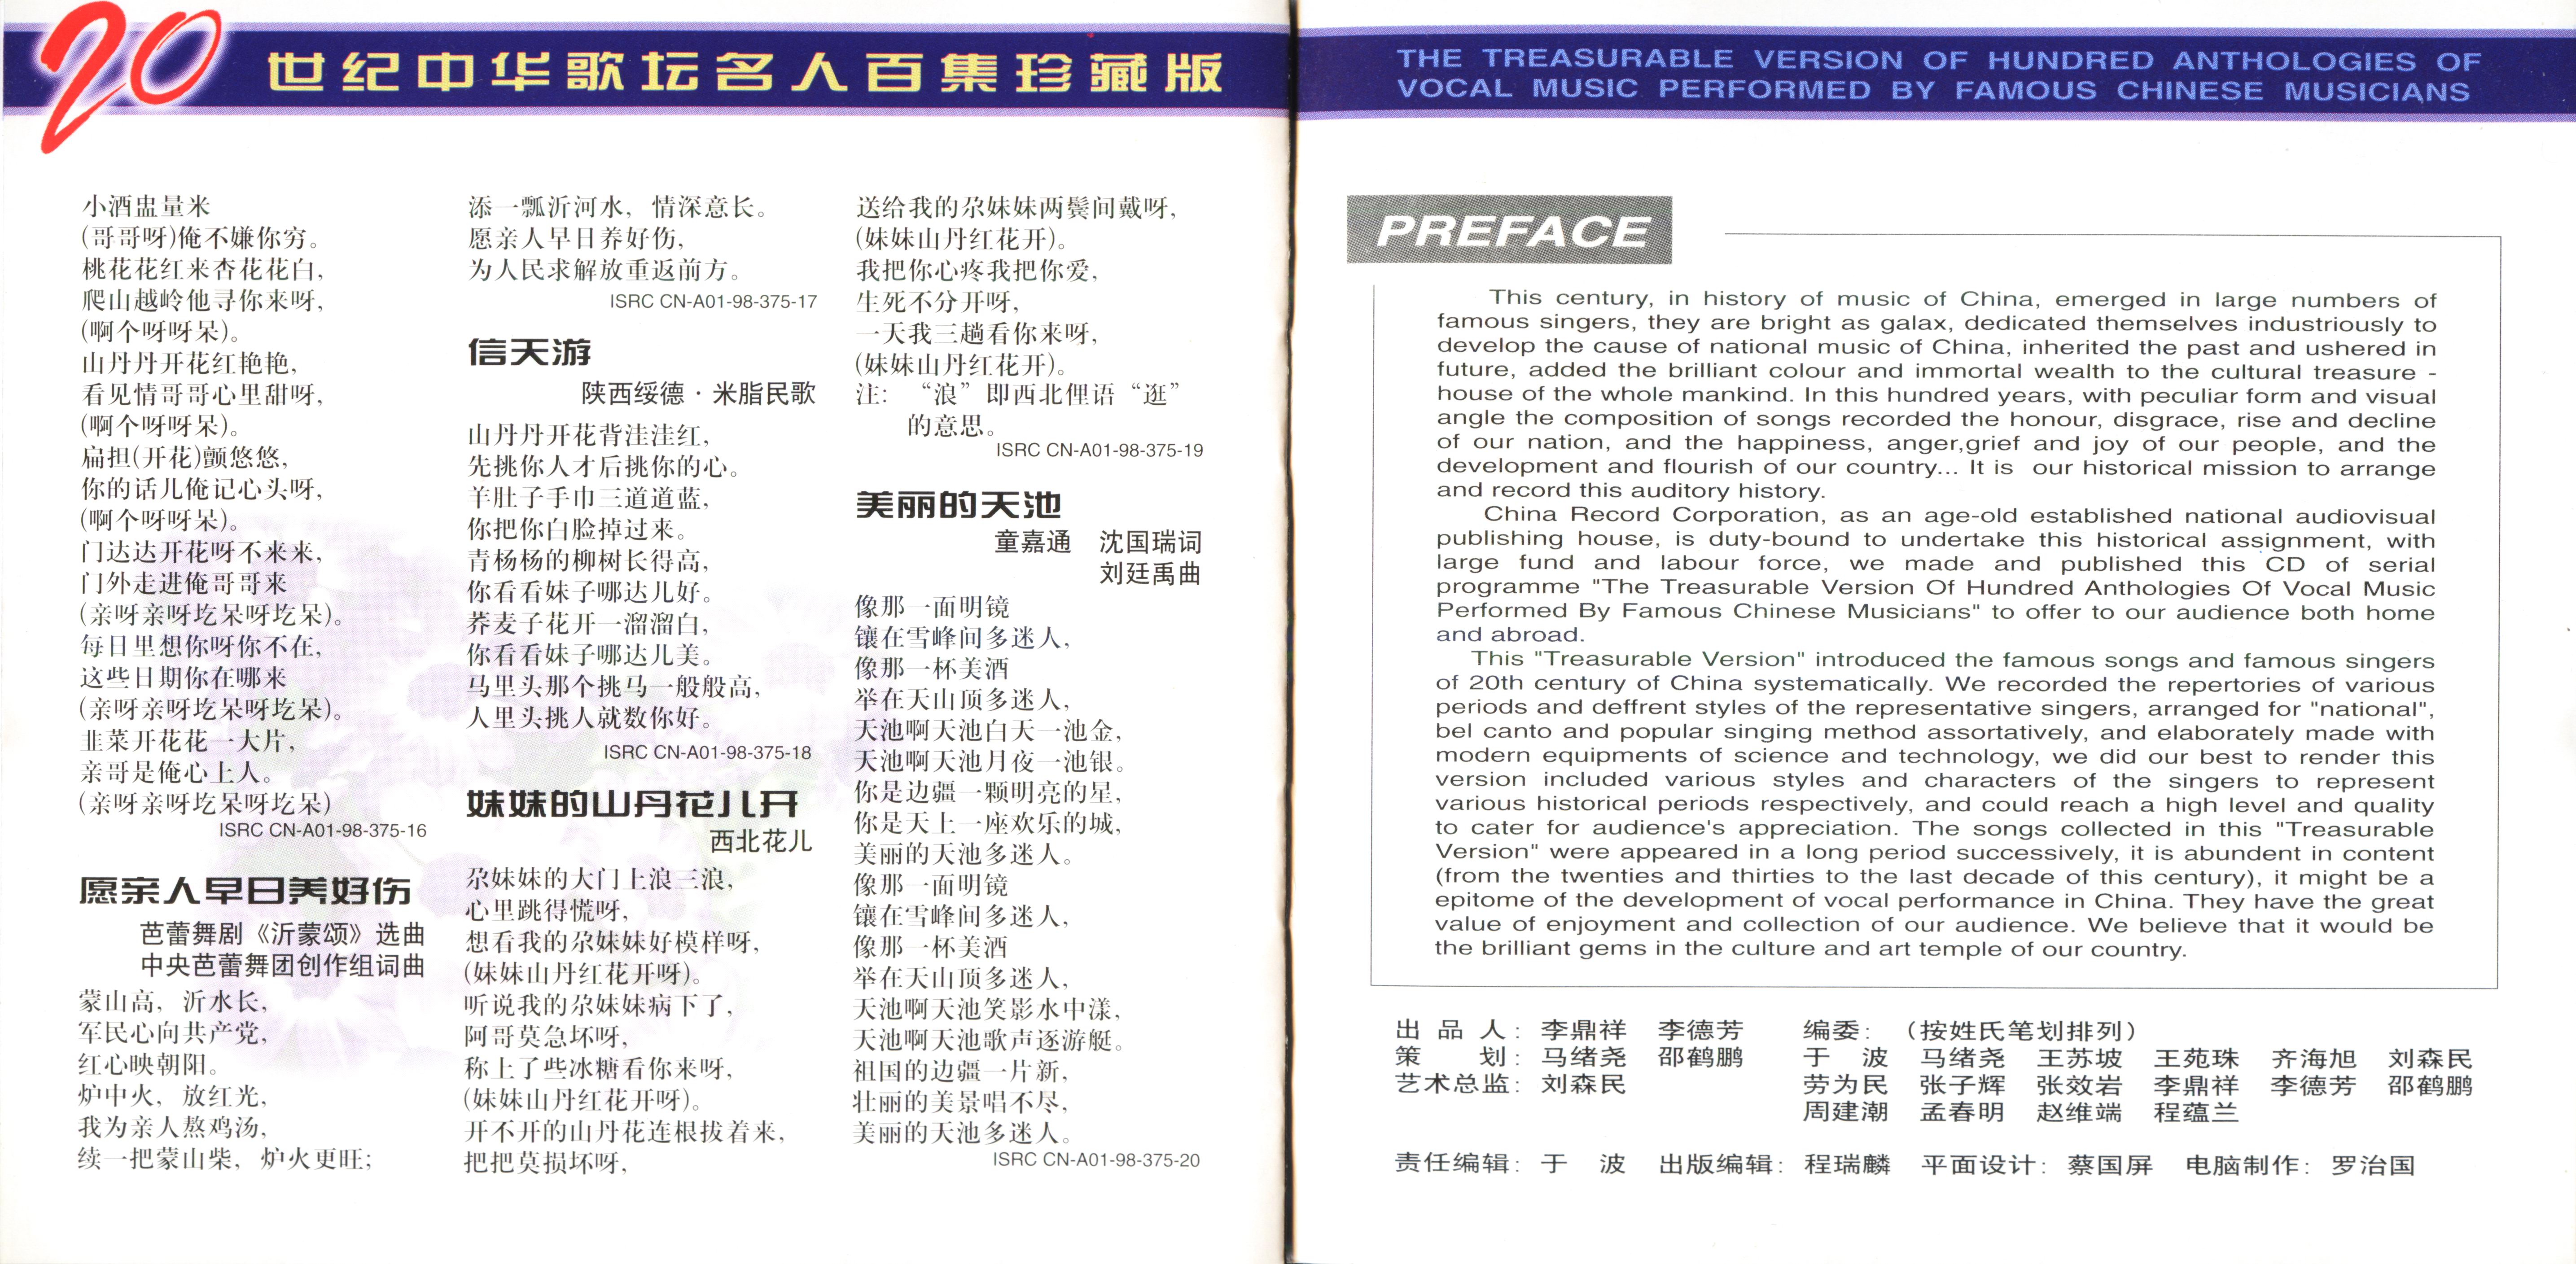 20世纪中华歌坛名人百集珍藏版
小酒盅量米
(哥哥呀)俺不嫌你穷。
桃花花红来杏花花白,
爬山越岭他寻你来呀,
(啊个呀呀呆)。
山丹丹开花红艳艳,
看见情哥哥心里甜呀,
(啊个呀呀呆)。
扁担(开花)颤悠悠,
你的话儿俺记心头呀,
(啊个呀呀呆)。
门达达开花呀不来来,
门外走进俺哥哥来
(亲呀亲呀圪呆呀圪呆)。
每日里想你呀你不在,
这些日期你在哪来
(亲呀亲呀圪呆呀圪呆)。
韭菜开花花一大片,
亲哥是俺心上人。
(亲呀亲呀圪呆呀圪呆)
ISRC CN-A01-98-375-16
愿亲人早日养好伤
芭蕾舞剧《沂蒙颂》选曲
中央芭蕾舞团创作组词曲
蒙山高, 沂水长,
军民心向共产党,
红心映朝阳。
炉中火, 放红光,
我为亲人熬鸡汤,
续一把蒙山柴, 炉火更旺;
添一瓢沂河水, 情深意长。
愿亲人早日养好伤,
为人民求解放重返前方。
ISRC CN-A01-98-375-17
信天游
陕西绥德·米脂民歌
山丹丹开花背洼洼红,
先挑你人才后挑你的心。
羊肚子手巾三道道蓝,
你把你白脸掉过来。
青杨杨的柳树长得高,
你看看妹子哪达儿好。
荞麦子花开一溜溜白,
你看看妹子哪达儿美。
马里头那个挑马一般般高,
人里头挑人就数你好。
ISRC CN-A01-98-375-18
妹妹的山丹花儿开
西北花儿
尕妹妹的大门上浪三浪,
心里跳得慌呀,
想看我的尕妹妹好模样呀,
(妹妹山丹红花开呀)。
听说我的尕妹妹病下了,
阿哥莫急坏呀,
称上了些冰糖看你来呀,
(妹妹山丹红花开呀)。
开不开的山丹花连根拔着来,
把把莫损坏呀,
送给我的尕妹妹两鬓间戴呀,
(妹妹山丹红花开)。
我把你心疼我把你爱,
生死不分开呀,
一天我三趟看你来呀,
(妹妹山丹红花开)。
注: “浪”即西北俚语“逛”
的意思。
ISRC CN-A01-98-375-19
美丽的天池
童嘉通 沈国瑞词
刘廷禹曲
像那一面明镜
镶在雪峰间多迷人,
像那一杯美酒
举在天山顶多迷人,
天池啊天池白天一池金,
天池啊天池月夜一池银。
你是边疆一颗明亮的星,
你是天上一座欢乐的城,
美丽的天池多迷人。
像那一面明镜
镶在雪峰间多迷人,
像那一杯美酒
举在天山顶多迷人,
天池啊天池笑影水中漾,
天池啊天池歌声逐游艇。
祖国的边疆一片新,
壮丽的美景唱不尽,
美丽的天池多迷人。
ISRC CN-A01-98-375-20
THE TREASURABLE VERSION OF HUNDRED ANTHOLOGIES OF
VOCAL MUSIC PERFORMED BY FAMOUS CHINESE MUSICIANS
PREFACE
This century, in history of music of China, emerged in large numbers of
famous singers, they are bright as galax, dedicated themselves industriously to
develop the cause of national music of China, inherited the past and ushered in
future, added the brilliant colour and immortal wealth to the cultural treasure -
house of the whole mankind. In this hundred years, with peculiar form and visual
angle the composition of songs recorded the honour, disgrace, rise and decline
of our nation, and the happiness, anger,grief and joy of our people, and the
development and flourish of our country... It is our historical mission to arrange
and record this auditory history.
China Record Corporation, as an age-old established national audiovisual
publishing house, is duty-bound to undertake this historical assignment, with
large fund and labour force, we made and published this CD of serial
programme "The Treasurable Version Of Hundred Anthologies Of Vocal Music
Performed By Famous Chinese Musicians" to offer to our audience both home
and abroad.
This "Treasurable Version" introduced the famous songs and famous singers
of 20th century of China systematically. We recorded the repertories of various
periods and deffrent styles of the representative singers, arranged for "national",
bel canto and popular singing method assortatively, and elaborately made with
modern equipments of science and technology, we did our best to render this
version included various styles and characters of the singers to represent
various historical periods respectively, and could reach a high level and quality
to cater for audience's appreciation. The songs collected in this "Treasurable
Version" were appeared in a long period successively, it is abundent in content
(from the twenties and thirties to the last decade of this century), it might be a
epitome of the development of vocal performance in China. They have the great
value of enjoyment and collection of our audience. We believe that it would be
the brilliant gems in the culture and art temple of our country.
出品人: 李鼎祥 李德芳
策划: 马绪尧 邵鹤鹏
艺术总监: 刘森民
编委: (按姓氏笔划排列)
于波 马绪尧 王苏坡 王苑珠 齐海旭 刘森民
劳为民 张子辉 张效岩 李鼎祥 李德芳 邵鹤鹏
周建潮 孟春明 赵维端 程蕴兰
责任编辑: 于波 出版编辑: 程瑞麟 平面设计: 蔡国屏 电脑制作: 罗治国